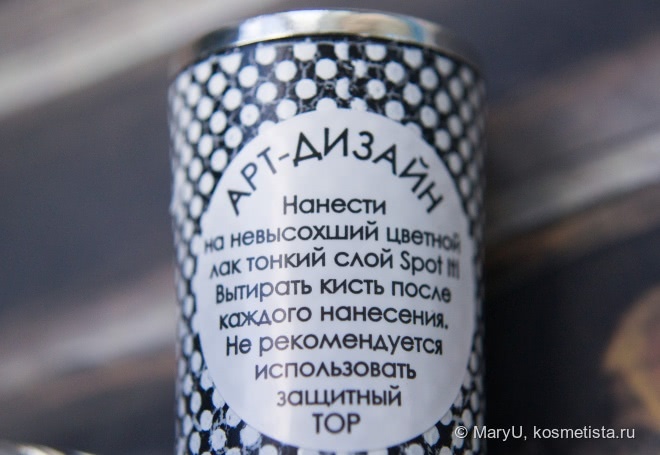 АРТ-ДИЗАЙН
Нанести
на невысохший цветной
лак тонкий слой Spot It!
Вытирать кисть после
каждого нанесения.
Не рекомендуется
использовать
защитный
TOP
© MaryU, kosmetista.ru